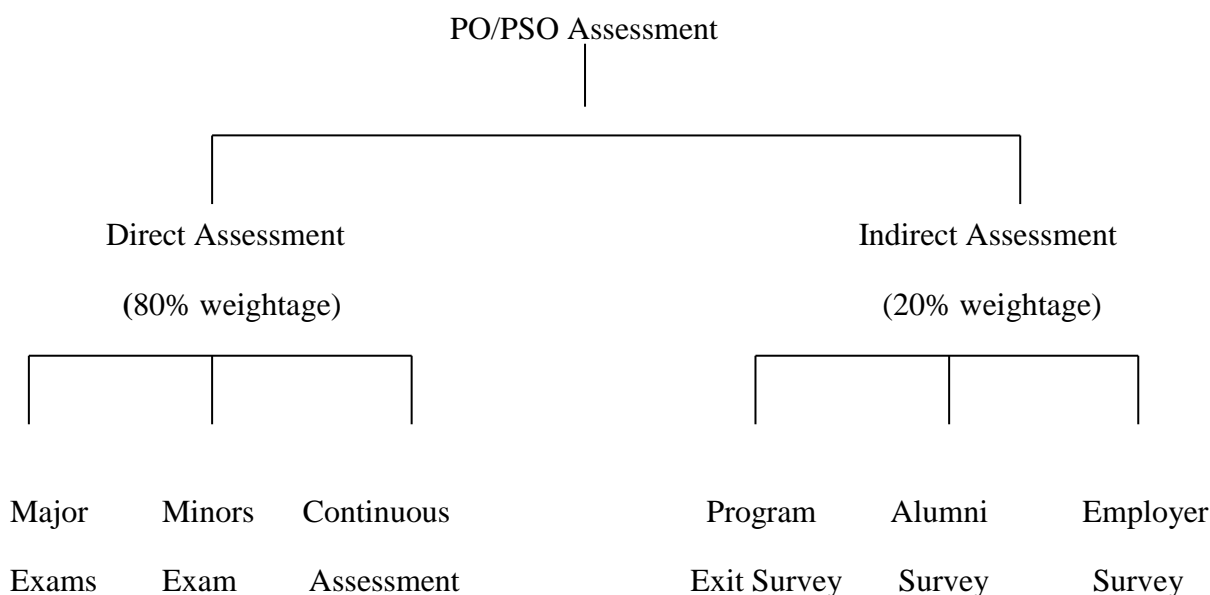 PO/PSO Assessment
Direct Assessment
(80% weightage)
Indirect Assessment
(20% weightage)
Major
Exams
Minors
Exam
Continuous
Assessment
Program
Exit Survey
Alumni
Survey
Employer
Survey